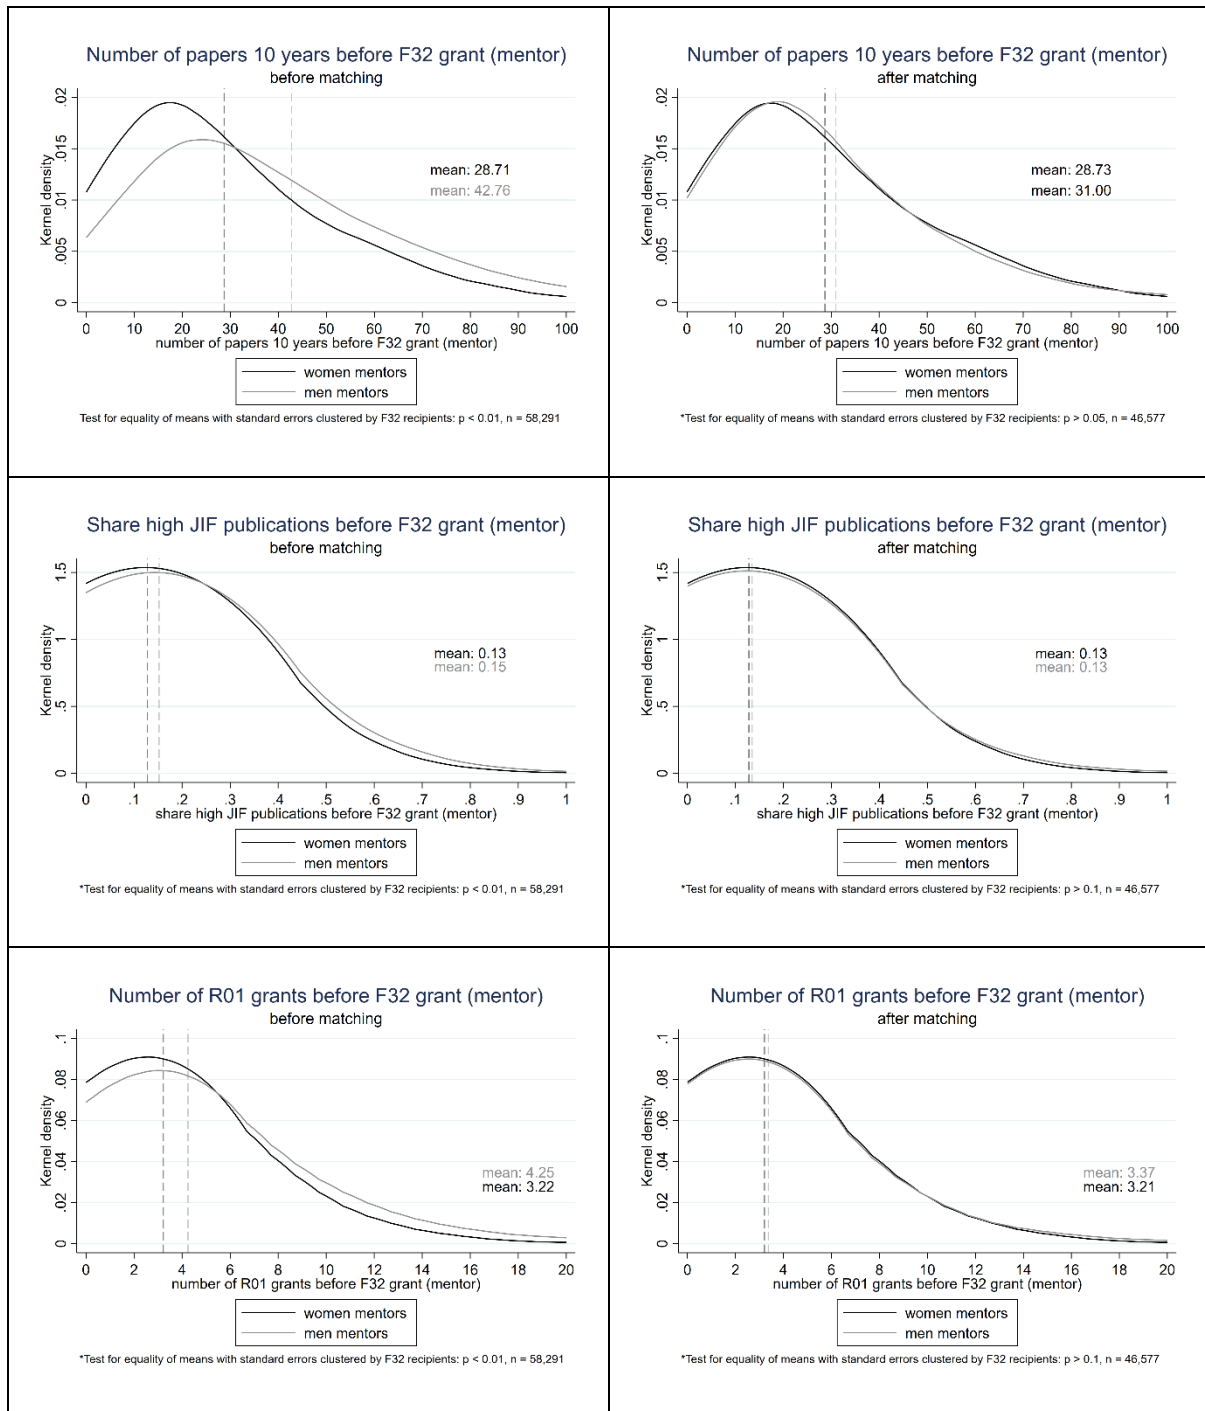 Number of papers 10 years before F32 grant (mentor)
before matching
Kernel density
0 .005 .01 .015 .02
mean: 28.71
mean: 42.76
0 10 20 30 40 50 60 70 80 90 100
number of papers 10 years before F32 grant (mentor)
women mentors
men mentors
Test for equality of means with standard errors clustered by F32 recipients: p < 0.01, n = 58,291
Number of papers 10 years before F32 grant (mentor)
after matching
Kernel density
0 .005 .01 .015 .02
mean: 28.73
mean: 31.00
0 10 20 30 40 50 60 70 80 90 100
number of papers 10 years before F32 grant (mentor)
women mentors
men mentors
*Test for equality of means with standard errors clustered by F32 recipients: p > 0.05, n = 46,577
Share high JIF publications before F32 grant (mentor)
before matching
Kernel density
0 .5 1 1.5
mean: 0.13
mean: 0.15
0 .1 .2 .3 .4 .5 .6 .7 .8 .9 1
share high JIF publications before F32 grant (mentor)
women mentors
men mentors
*Test for equality of means with standard errors clustered by F32 recipients: p < 0.01, n = 58,291
Share high JIF publications before F32 grant (mentor)
after matching
Kernel density
0 .5 1 1.5
mean: 0.13
mean: 0.13
0 .1 .2 .3 .4 .5 .6 .7 .8 .9 1
share high JIF publications before F32 grant (mentor)
women mentors
men mentors
*Test for equality of means with standard errors clustered by F32 recipients: p > 0.1, n = 46,577
Number of R01 grants before F32 grant (mentor)
before matching
Kernel density
0 .02 .04 .06 .08 .1
mean: 4.25
mean: 3.22
0 2 4 6 8 10 12 14 16 18 20
number of R01 grants before F32 grant (mentor)
women mentors
men mentors
*Test for equality of means with standard errors clustered by F32 recipients: p < 0.01, n = 58,291
Number of R01 grants before F32 grant (mentor)
after matching
Kernel density
0 .02 .04 .06 .08 .1
mean: 3.37
mean: 3.21
0 2 4 6 8 10 12 14 16 18 20
number of R01 grants before F32 grant (mentor)
women mentors
men mentors
*Test for equality of means with standard errors clustered by F32 recipients: p > 0.1, n = 46,577